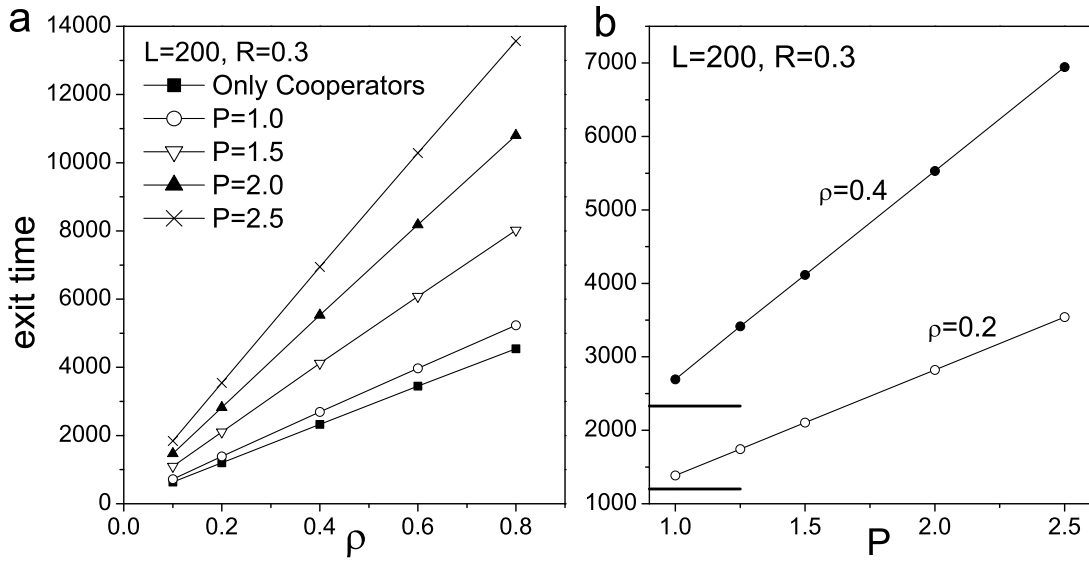 a
L=200, R=0.3
Only Cooperators
P=1.0
P=1.5
P=2.0
P=2.5
exit time
14000
12000
10000
8000
6000
4000
2000
0
0.0 0.2 0.4 0.6 0.8
ρ
b
L=200, R=0.3
ρ=0.4
ρ=0.2
7000
6000
5000
4000
3000
2000
1000
1.0 1.5 2.0 2.5
P